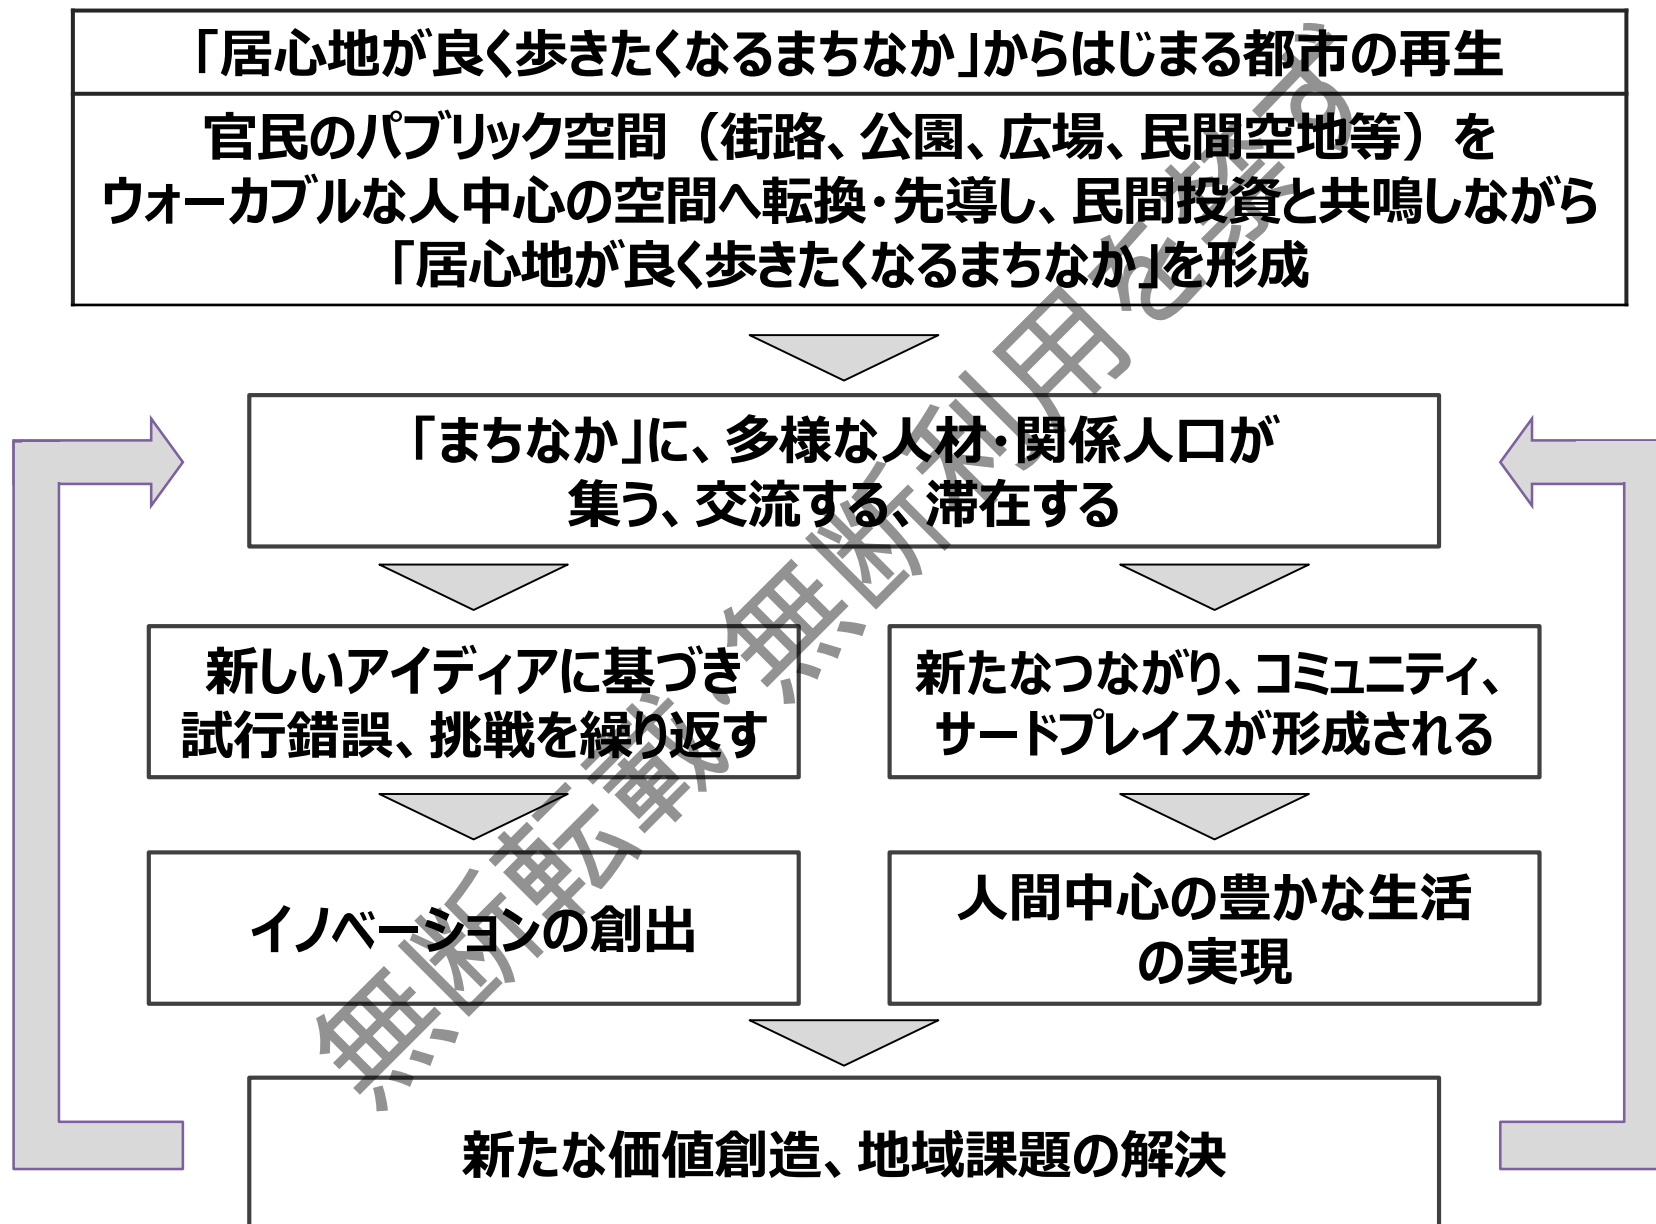 「居心地が良く歩きたくなるまちなか」からはじまる都市の再生
官民のパブリック空間（街路、公園、広場、民間空地等）を
ウォーカブルな人中心の空間へ転換・先導し、民間投資と共鳴しながら
「居心地が良く歩きたくなるまちなか」を形成
「まちなか」に、多様な人材・関係人口が
集う、交流する、滞在する
新しいアイディアに基づき
試行錯誤、挑戦を繰り返す
新たなつながり、コミュニティ、
サードプレイスが形成される
イノベーションの創出
人間中心の豊かな生活
の実現
新たな価値創造、地域課題の解決
無断転載・無断利用を禁ず